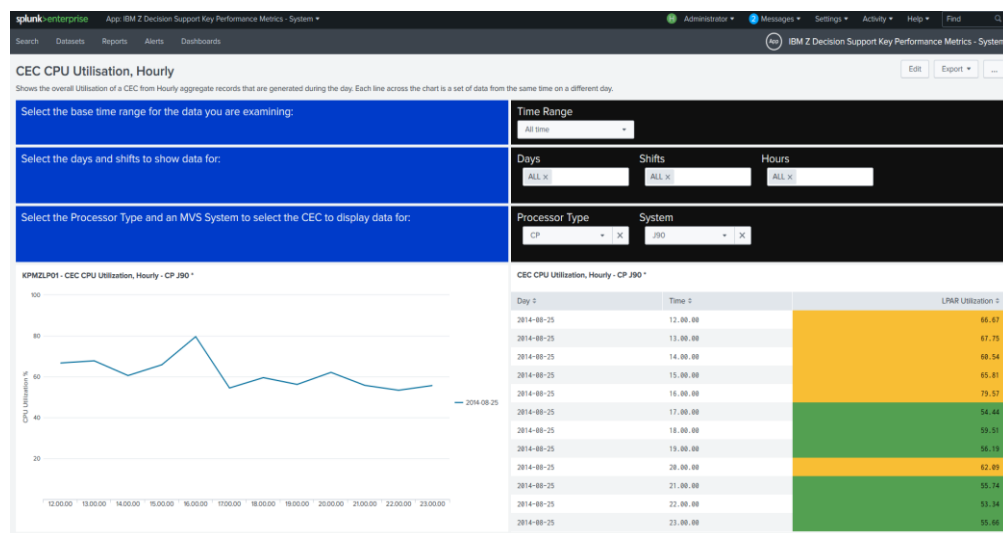 splunk>enterprise App: IBM Z Decision Support Key Performance Metrics - System ▾ Administrator ▾ 2 Messages ▾ Settings ▾ Activity ▾ Help ▾ Find
Search Datasets Reports Alerts Dashboards App IBM Z Decision Support Key Performance Metrics - System
CEC CPU Utilisation, Hourly Edit Export ▾ ...
Shows the overall Utilisation of a CEC from Hourly aggregate records that are generated during the day. Each line across the chart is a set of data from the same time on a different day.
Select the base time range for the data you are examining:
Time Range
All time
Select the days and shifts to show data for:
Days Shifts Hours
ALL × ALL × ALL ×
Select the Processor Type and an MVS System to select the CEC to display data for:
Processor Type System
CP × J90 ×
KPMZLP01 - CEC CPU Utilization, Hourly - CP J90 *
100
80
60
40
20
CPU Utilization %
2014-08-25
12.00.00 13.00.00 14.00.00 15.00.00 16.00.00 17.00.00 18.00.00 19.00.00 20.00.00 21.00.00 22.00.00 23.00.00
CEC CPU Utilization, Hourly - CP J90 *
Day Time LPAR Utilization
2014-08-25 12.00.00 66.67
2014-08-25 13.00.00 67.75
2014-08-25 14.00.00 60.54
2014-08-25 15.00.00 65.81
2014-08-25 16.00.00 79.57
2014-08-25 17.00.00 54.44
2014-08-25 18.00.00 59.51
2014-08-25 19.00.00 56.19
2014-08-25 20.00.00 62.09
2014-08-25 21.00.00 55.74
2014-08-25 22.00.00 53.34
2014-08-25 23.00.00 55.66